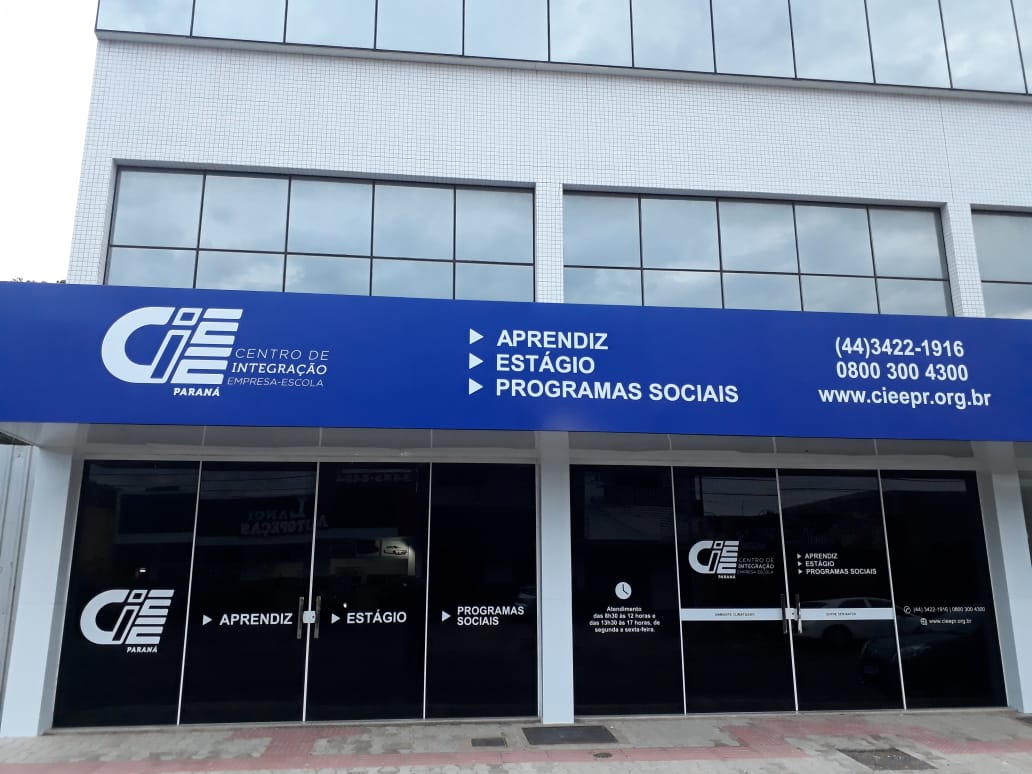 CIEE
CENTRO DE
INTEGRAÇÃO
EMPRESA-ESCOLA
PARANÁ
APRENDIZ
ESTÁGIO
PROGRAMAS SOCIAIS
(44)3422-1916
0800 300 4300
www.cieepr.org.br
CIEE
PARANÁ
APRENDIZ
ESTÁGIO
PROGRAMAS
SOCIAIS
Atendimento
das 8h30 às 12 horas e
das 13h30 às 17 horas, de
segunda a sexta-feira.
CIEE
CENTRO DE
INTEGRAÇÃO
EMPRESA-ESCOLA
PARANÁ
APRENDIZ
ESTÁGIO
PROGRAMAS SOCIAIS
AMBIENTE CLIMATIZADO
(44) 3422-1916 | 0800 300 4300
www.cieepr.org.br
AUTOPEÇAS